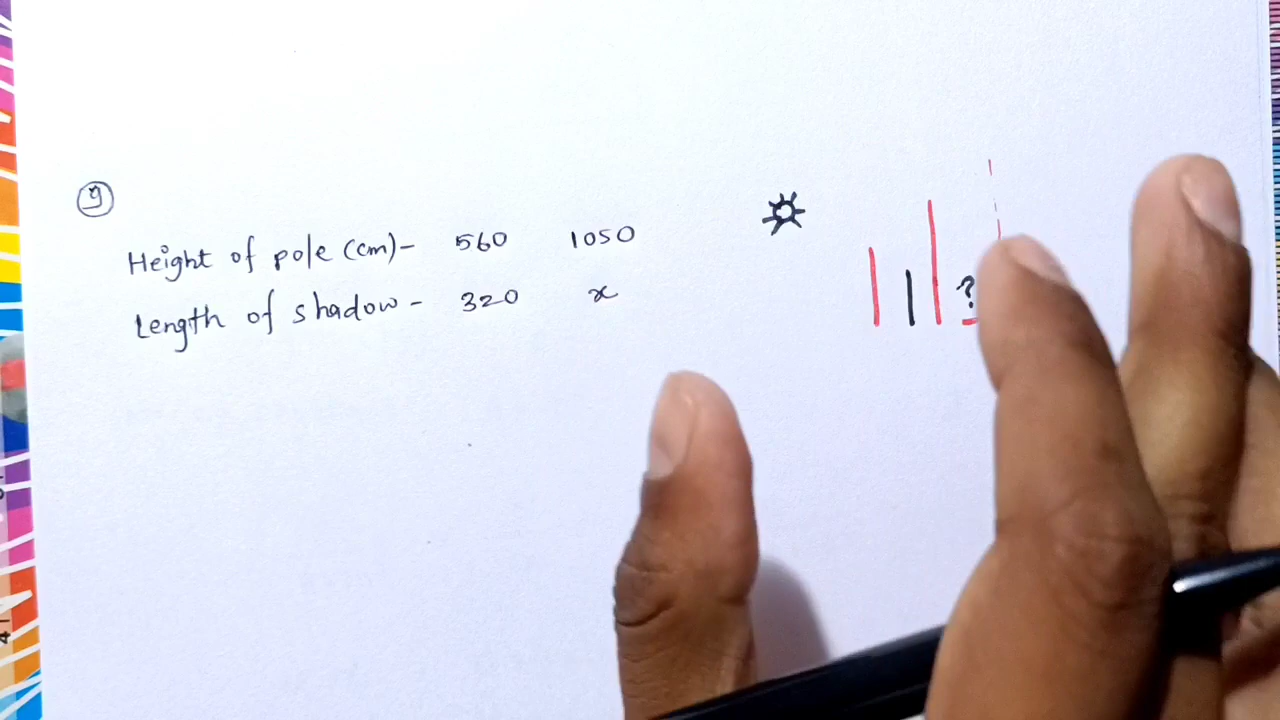 9
Height of pole (cm)- 560 1050
Length of shadow - 320 x
?